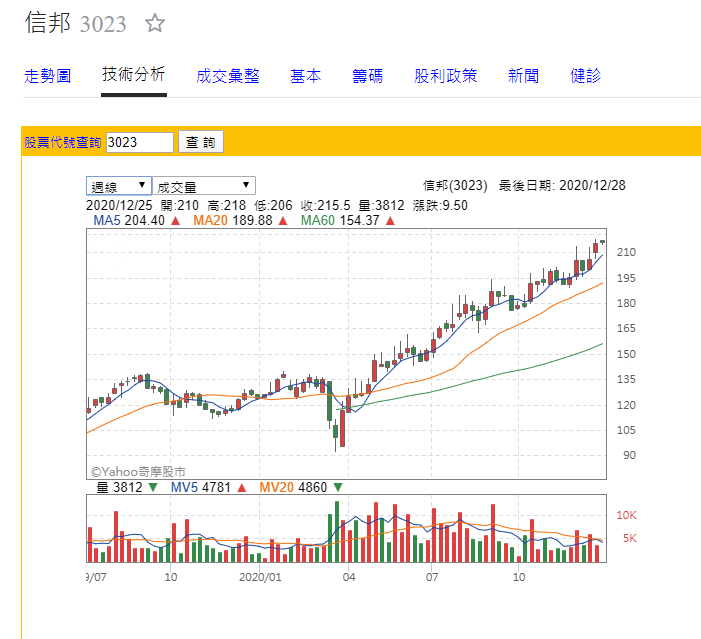 信邦 3023 ☆
走勢圖 技術分析 成交彙整 基本 籌碼 股利政策 新聞 健診
股票代號查詢 3023 查 詢
週線 ▼ 成交量 ▼ 信邦(3023) 最後日期: 2020/12/28
2020/12/25 開:210 高:218 低:206 收:215.5 量:3812 漲跌:9.50
MA5 204.40 ▲ MA20 189.88 ▲ MA60 154.37 ▲
210
195
180
165
150
135
120
105
90
©Yahoo奇摩股市
量 3812 ▼ MV5 4781 ▲ MV20 4860 ▼
10K
5K
9/07 10 2020/01 04 07 10